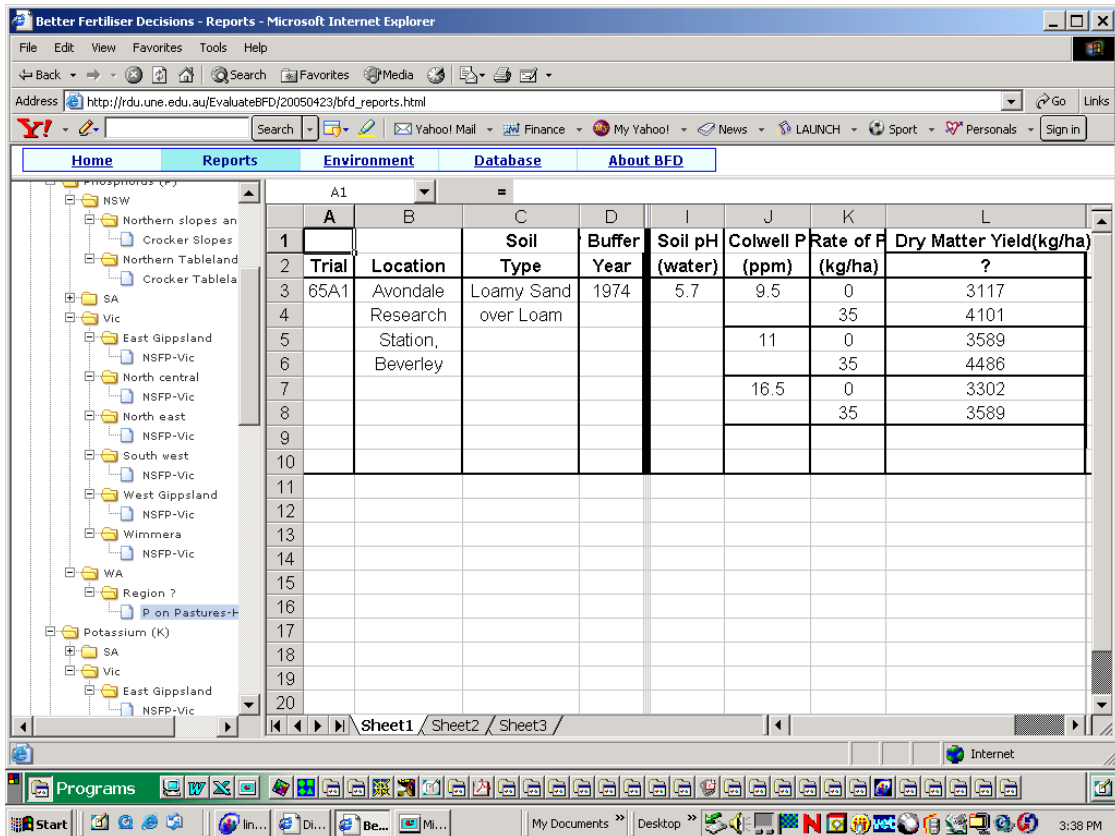 Better Fertiliser Decisions - Reports - Microsoft Internet Explorer
File Edit View Favorites Tools Help
Back Search Favorites Media
Address http://rdu.une.edu.au/EvaluateBFD/20050423/bfd_reports.html Go Links
Y! Search Yahoo! Mail Finance My Yahoo! News LAUNCH Sport Personals Sign in
Home Reports Environment Database About BFD
Phosphorus (P)
NSW
Northern slopes an
Crocker Slopes
Northern Tableland
Crocker Tablela
SA
Vic
East Gippsland
NSFP-Vic
North central
NSFP-Vic
North east
NSFP-Vic
South west
NSFP-Vic
West Gippsland
NSFP-Vic
Wimmera
NSFP-Vic
WA
Region ?
P on Pastures-H
Potassium (K)
SA
Vic
East Gippsland
NSFP-Vic
A1 =
A B C D I J K L
1 Soil Buffer Soil pH Colwell P Rate of P Dry Matter Yield(kg/ha)
2 Trial Location Type Year (water) (ppm) (kg/ha) ?
3 65A1 Avondale Loamy Sand 1974 5.7 9.5 0 3117
4 Research over Loam 35 4101
5 Station, 11 0 3589
6 Beverley 35 4486
7 16.5 0 3302
8 35 3589
9
10
11
12
13
14
15
16
17
18
19
20
Sheet1 Sheet2 Sheet3
Internet
Programs
Start lin... Di... Be... Mi... My Documents Desktop 3:38 PM